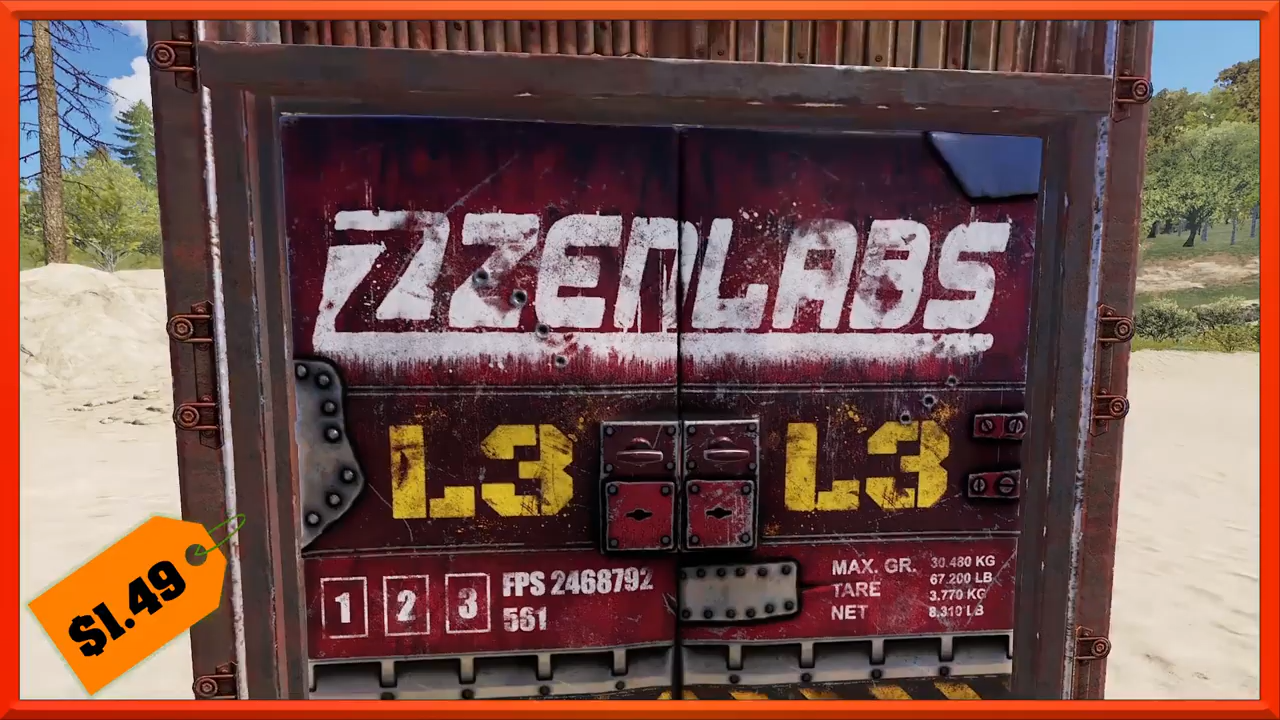 ZZENLABS
L3 L3
1 2 3 FPS 2468792
561
MAX. GR. 30.480 KG
67.200 LB
TARE 3.770 KG
NET 8.310 LB
$1.49